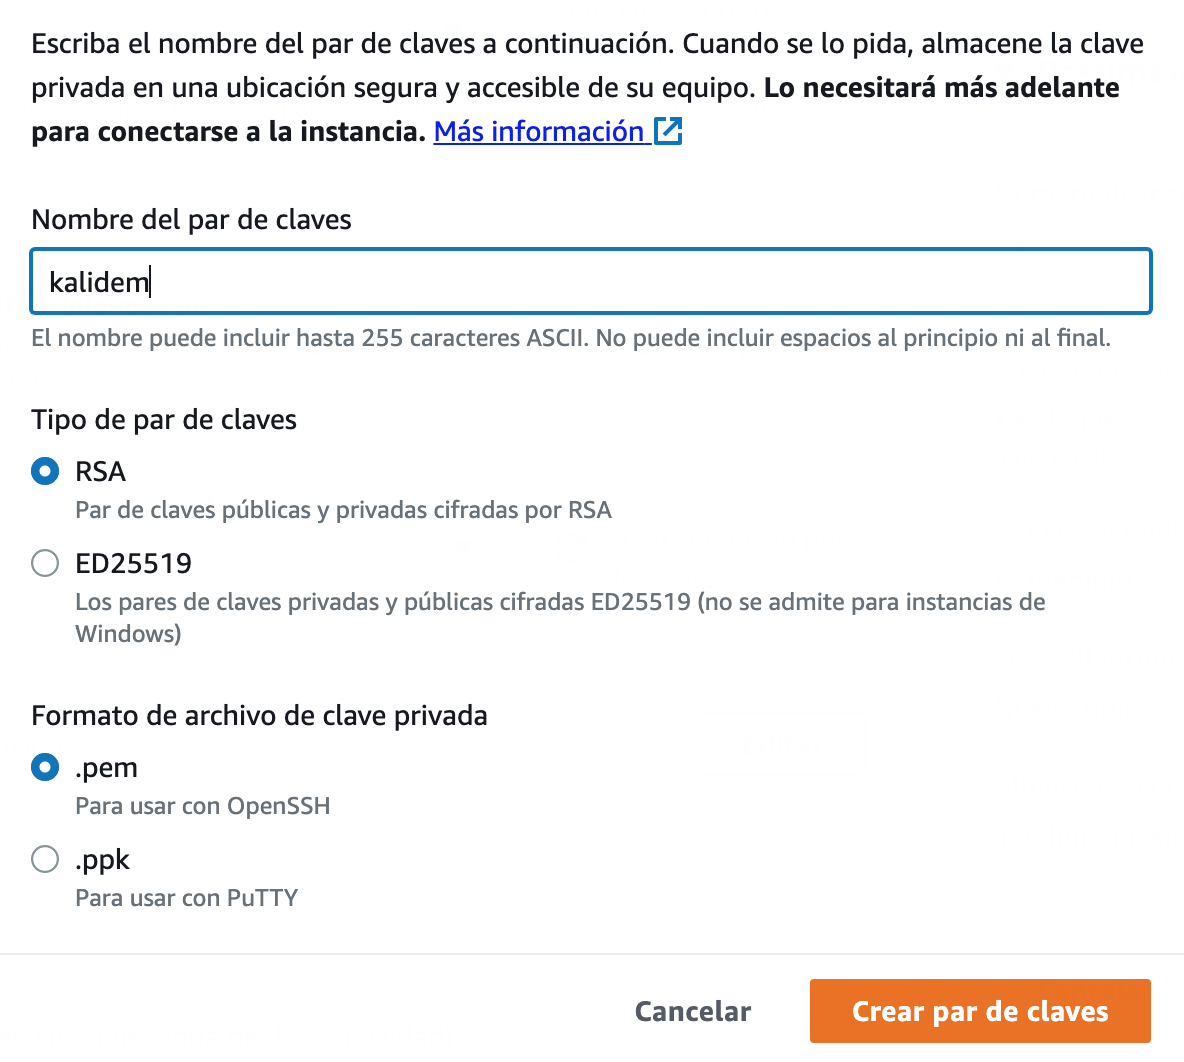 Escriba el nombre del par de claves a continuación. Cuando se lo pida, almacene la clave
privada en una ubicación segura y accesible de su equipo. Lo necesitará más adelante
para conectarse a la instancia. Más información
Nombre del par de claves
kalidem
El nombre puede incluir hasta 255 caracteres ASCII. No puede incluir espacios al principio ni al final.
Tipo de par de claves
RSA
Par de claves públicas y privadas cifradas por RSA
ED25519
Los pares de claves privadas y públicas cifradas ED25519 (no se admite para instancias de
Windows)
Formato de archivo de clave privada
.pem
Para usar con OpenSSH
.ppk
Para usar con PuTTY
Cancelar
Crear par de claves